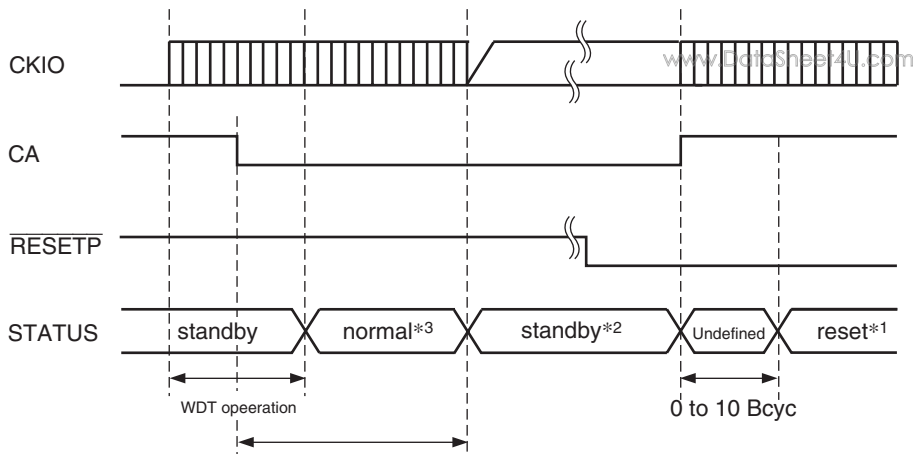 CKIO
www.DataSheet4U.com
CA
RESETP
STATUS
standby
normal*3
standby*2
Undefined
reset*1
WDT opeeration
0 to 10 Bcyc